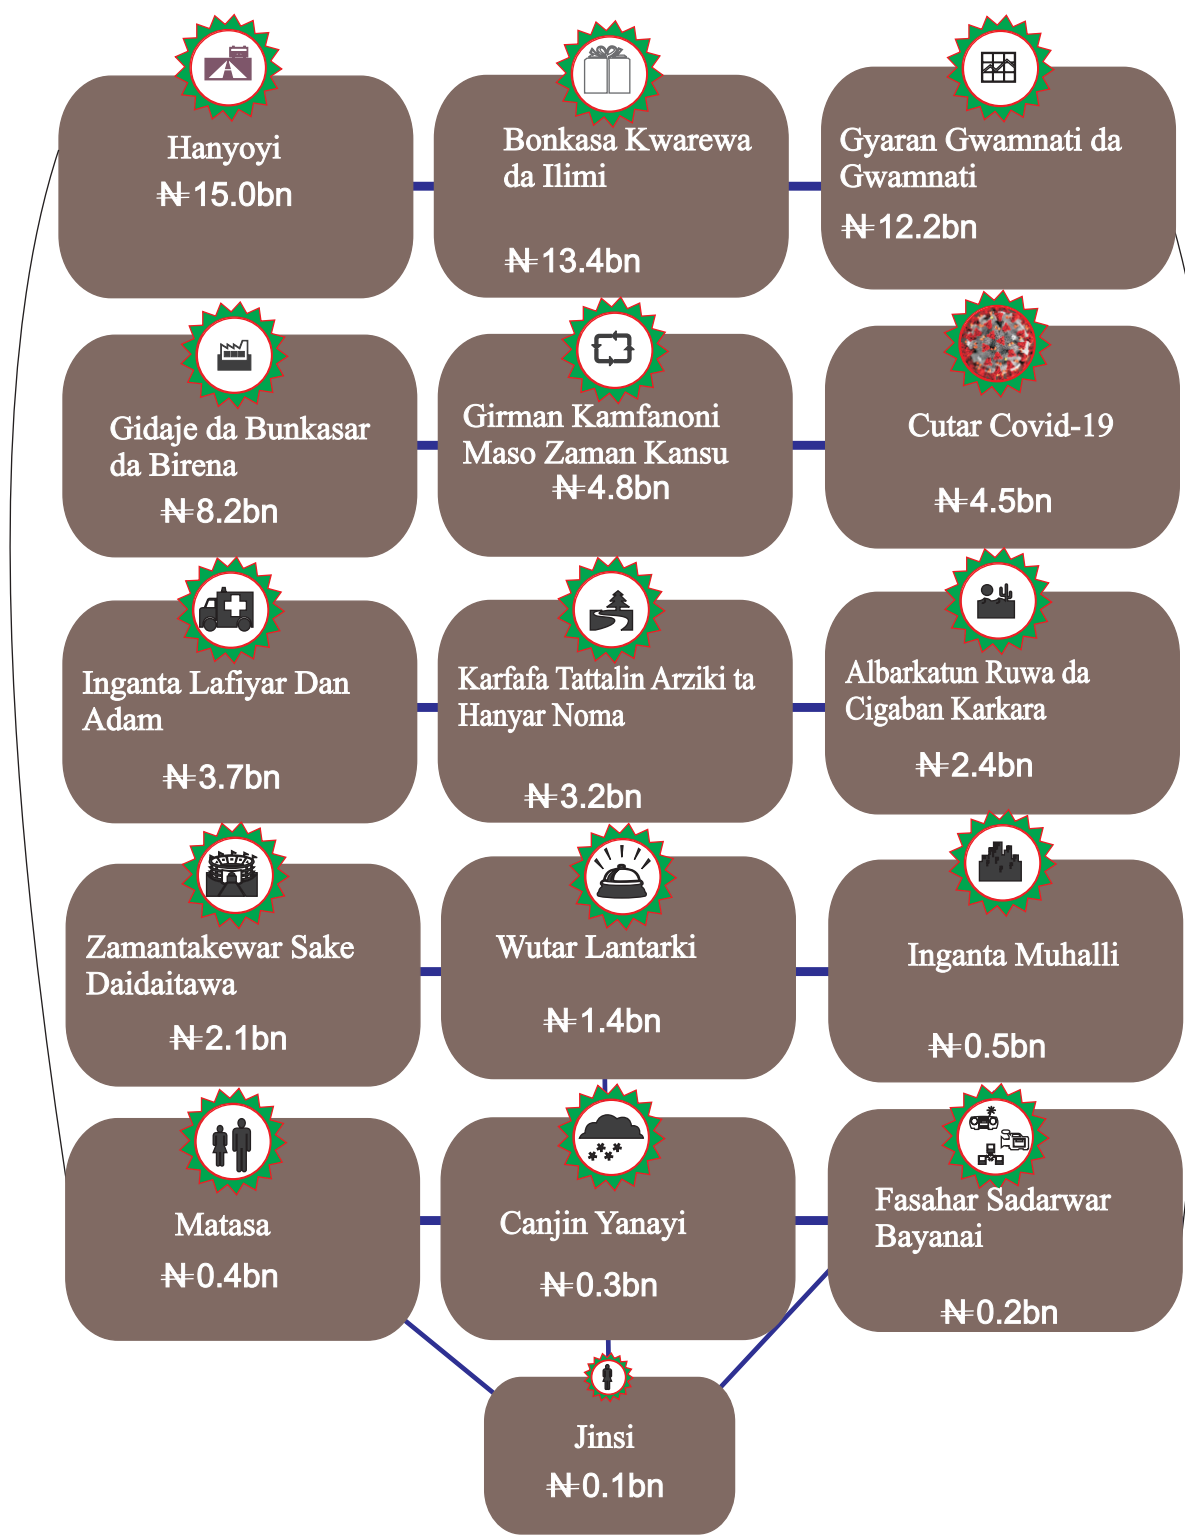 Hanyoyi
₦15.0bn
Bonkasa Kwarewa
da Ilimi
₦13.4bn
Gyaran Gwamnati da
Gwamnati
₦12.2bn
Gidaje da Bunkasar
da Birena
₦8.2bn
Girman Kamfanoni
Maso Zaman Kansu
₦4.8bn
Cutar Covid-19
₦4.5bn
Inganta Lafiyar Dan
Adam
₦3.7bn
Karfafa Tattalin Arziki ta
Hanyar Noma
₦3.2bn
Albarkatun Ruwa da
Cigaban Karkara
₦2.4bn
Zamantakewar Sake
Daidaitawa
₦2.1bn
Wutar Lantarki
₦1.4bn
Inganta Muhalli
₦0.5bn
Matasa
₦0.4bn
Canjin Yanayi
₦0.3bn
Fasahar Sadarwar
Bayanai
₦0.2bn
Jinsi
₦0.1bn